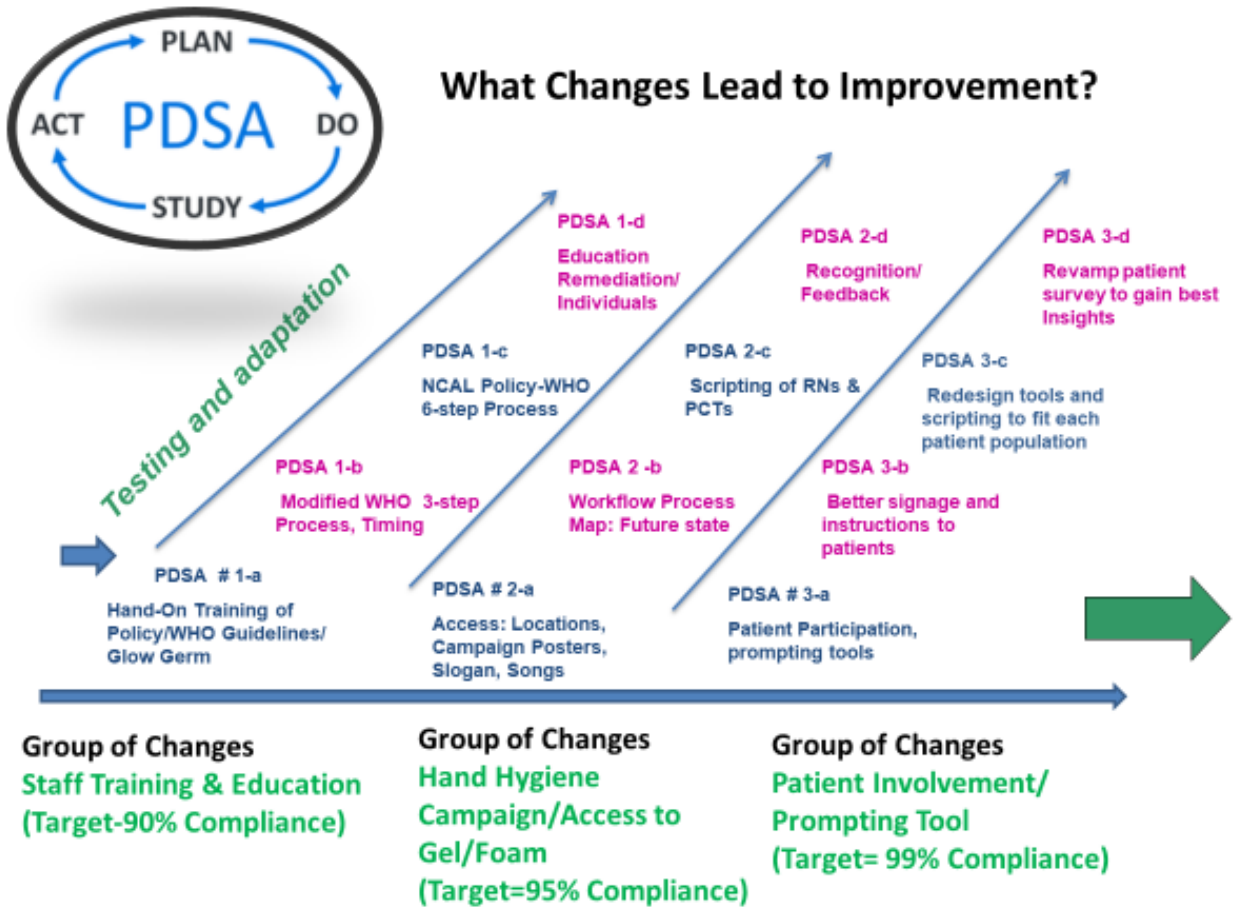 PLAN
ACT
PDSA
DO
STUDY
What Changes Lead to Improvement?
Testing and adaptation
PDSA # 1-a
Hand-On Training of
Policy/WHO Guidelines/
Glow Germ
PDSA 1-b
Modified WHO 3-step
Process, Timing
PDSA 1-c
NCAL Policy-WHO
6-step Process
PDSA 1-d
Education
Remediation/
Individuals
PDSA # 2-a
Access: Locations,
Campaign Posters,
Slogan, Songs
PDSA 2 -b
Workflow Process
Map: Future state
PDSA 2-c
Scripting of RNs &
PCTs
PDSA 2-d
Recognition/
Feedback
PDSA # 3-a
Patient Participation,
prompting tools
PDSA 3-b
Better signage and
instructions to
patients
PDSA 3-c
Redesign tools and
scripting to fit each
patient population
PDSA 3-d
Revamp patient
survey to gain best
Insights
Group of Changes
Staff Training & Education
(Target-90% Compliance)
Group of Changes
Hand Hygiene
Campaign/Access to
Gel/Foam
(Target=95% Compliance)
Group of Changes
Patient Involvement/
Prompting Tool
(Target= 99% Compliance)